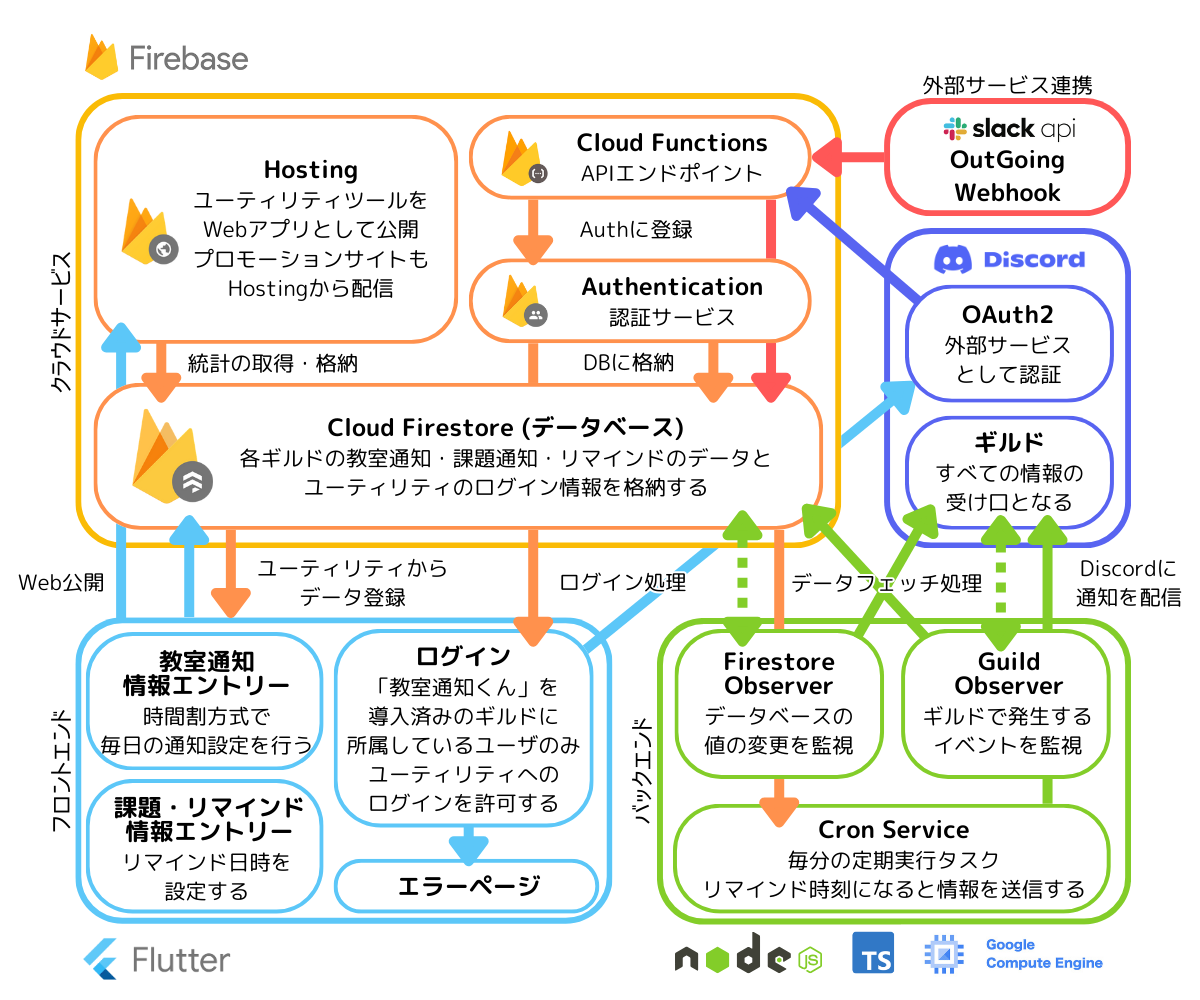 Firebase
外部サービス連携
slack api
OutGoing
Webhook
クラウドサービス
Hosting
ユーティリティツールを
Webアプリとして公開
プロモーションサイトも
Hostingから配信
Cloud Functions
APIエンドポイント
Authに登録
Authentication
認証サービス
統計の取得・格納
DBに格納
Discord
OAuth2
外部サービス
として認証
ギルド
すべての情報の
受け口となる
Cloud Firestore (データベース)
各ギルドの教室通知・課題通知・リマインドのデータと
ユーティリティのログイン情報を格納する
Web公開
ユーティリティから
データ登録
ログイン処理
データフェッチ処理
Discordに
通知を配信
フロントエンド
教室通知
情報エントリー
時間割方式で
毎日の通知設定を行う
課題・リマインド
情報エントリー
リマインド日時を
設定する
ログイン
「教室通知くん」を
導入済みのギルドに
所属しているユーザのみ
ユーティリティへの
ログインを許可する
エラーページ
バックエンド
Firestore
Observer
データベースの
値の変更を監視
Guild
Observer
ギルドで発生する
イベントを監視
Cron Service
毎分の定期実行タスク
リマインド時刻になると情報を送信する
Flutter
node
JS
TS
Google
Compute Engine